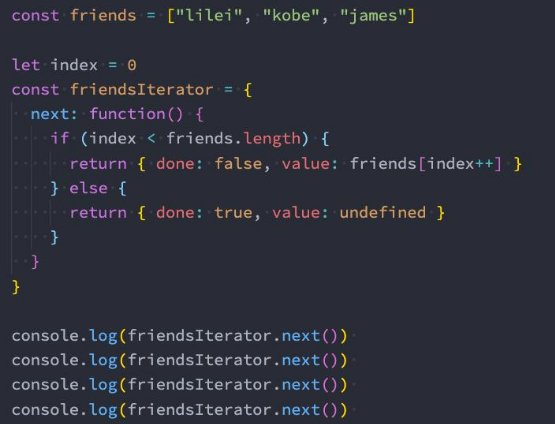 const friends = ["lilei", "kobe", "james"]
let index = 0
const friendsIterator = {
next: function() {
if (index < friends.length) {
return { done: false, value: friends[index++] }
} else {
return { done: true, value: undefined }
}
}
}
console.log(friendsIterator.next())
console.log(friendsIterator.next())
console.log(friendsIterator.next())
console.log(friendsIterator.next())